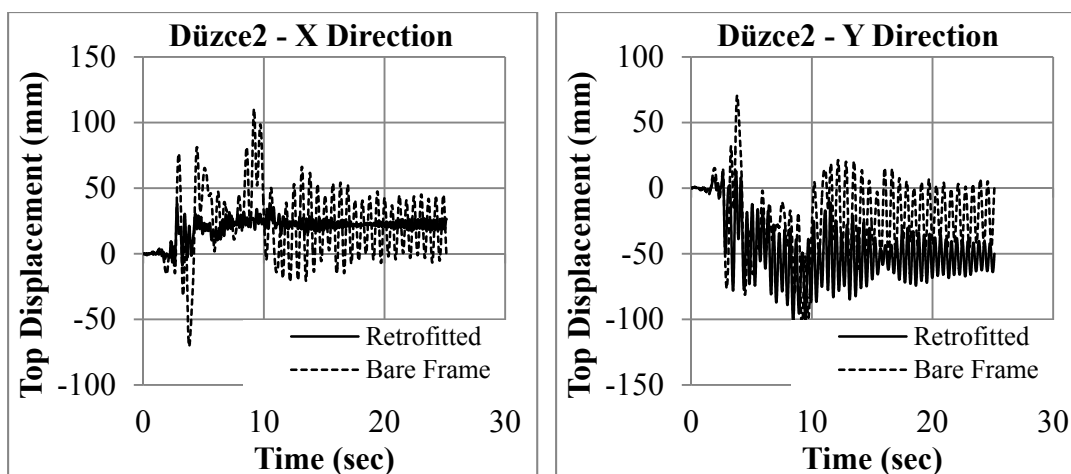 Düzce2 - X Direction
150
100
50
0
-50
-100
Top Displacement (mm)
Retrofitted
Bare Frame
0 10 20 30
Time (sec)
Düzce2 - Y Direction
100
50
0
-50
-100
-150
Top Displacement (mm)
Retrofitted
Bare Frame
0 10 20 30
Time (sec)